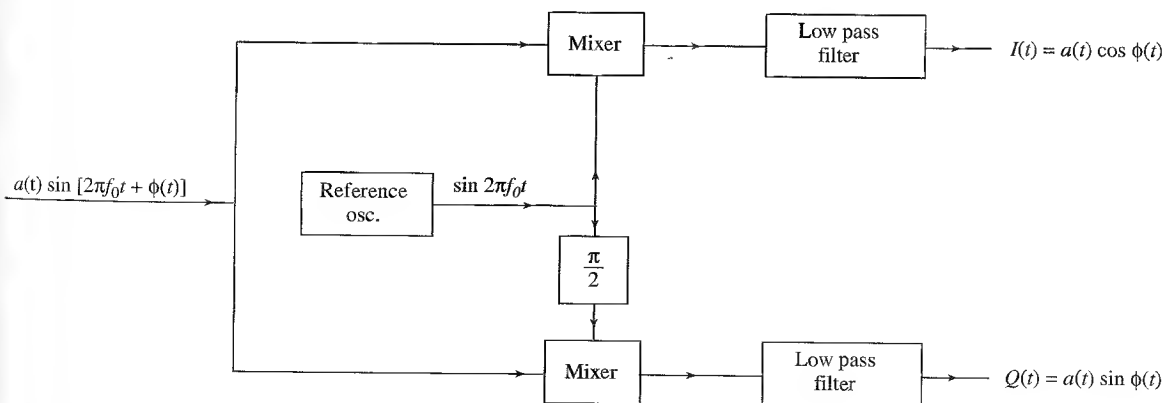 Mixer
Low pass
filter
I(t) = a(t) cos ϕ(t)
a(t) sin [2πf₀t + ϕ(t)]
Reference
osc.
sin 2πf₀t
π
2
Mixer
Low pass
filter
Q(t) = a(t) sin ϕ(t)